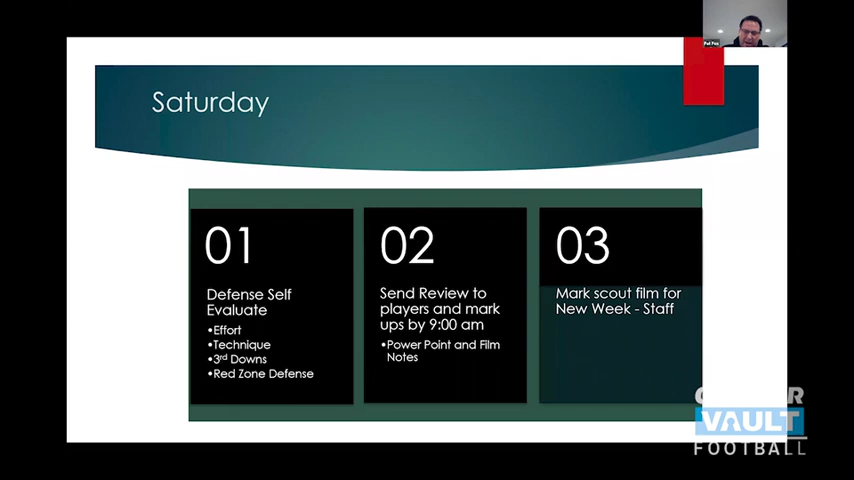 Saturday
01
Defense Self
Evaluate
•Effort
•Technique
•3rd Downs
•Red Zone Defense
02
Send Review to
players and mark
ups by 9:00 am
•Power Point and Film
Notes
03
Mark scout film for
New Week - Staff
VAULT
FOOTBALL